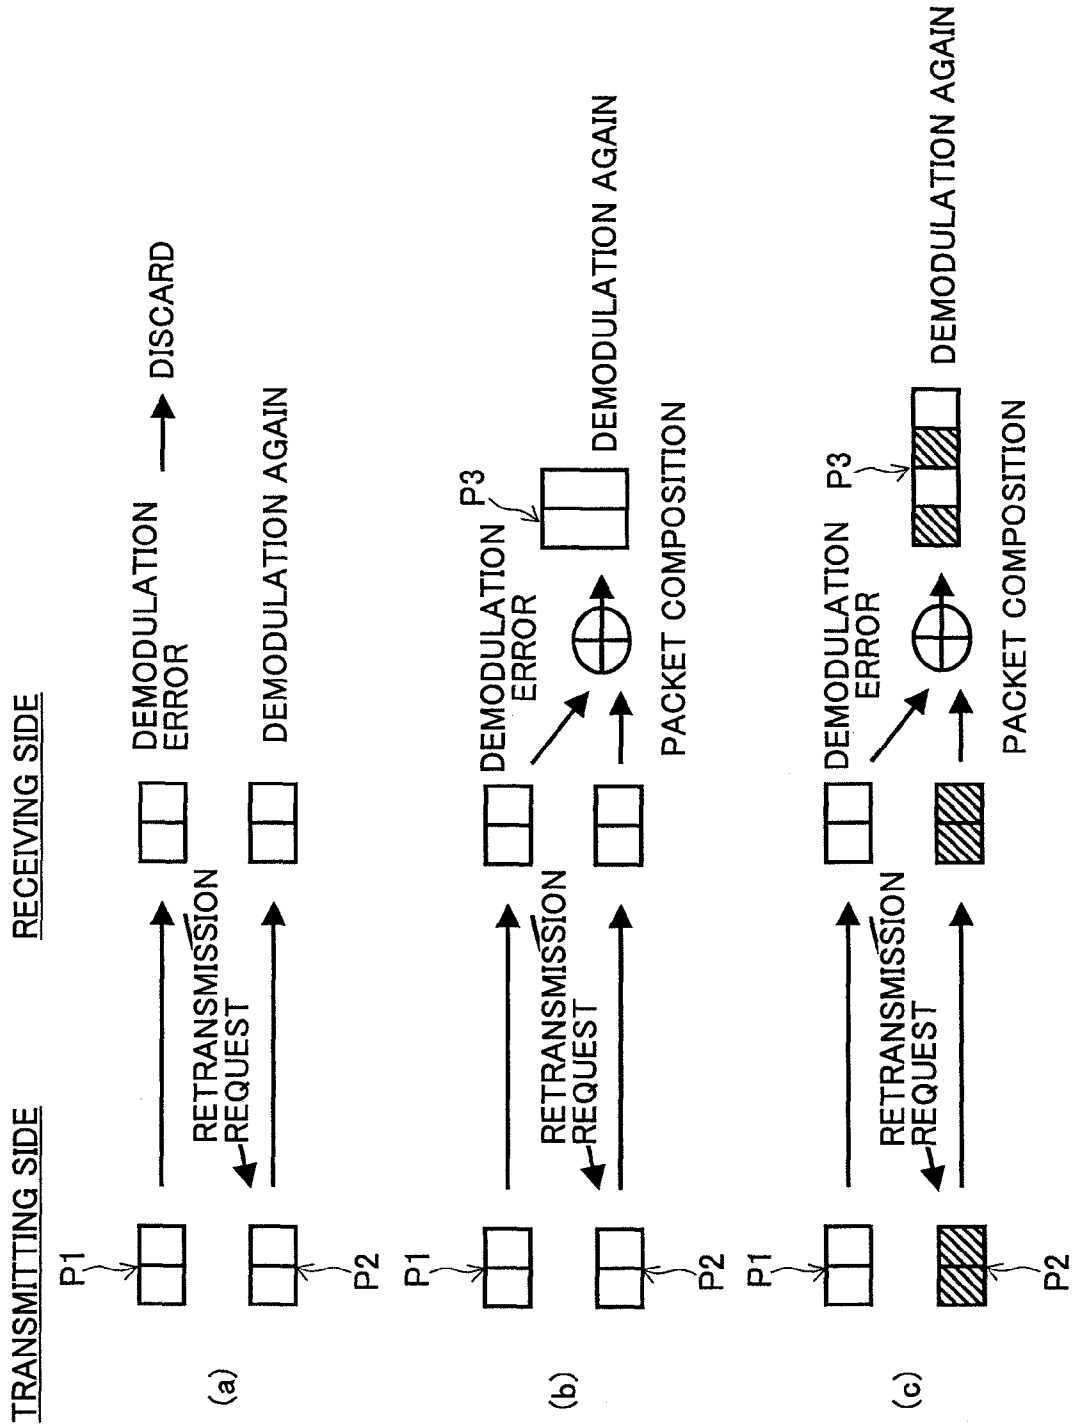 TRANSMITTING SIDE
RECEIVING SIDE
(a)
P1
P2
RETRANSMISSION
REQUEST
DEMODULATION
ERROR
DISCARD
DEMODULATION AGAIN
(b)
P1
P2
RETRANSMISSION
REQUEST
DEMODULATION
ERROR
P3
PACKET COMPOSITION
DEMODULATION AGAIN
(c)
P1
P2
RETRANSMISSION
REQUEST
DEMODULATION
ERROR
P3
PACKET COMPOSITION
DEMODULATION AGAIN